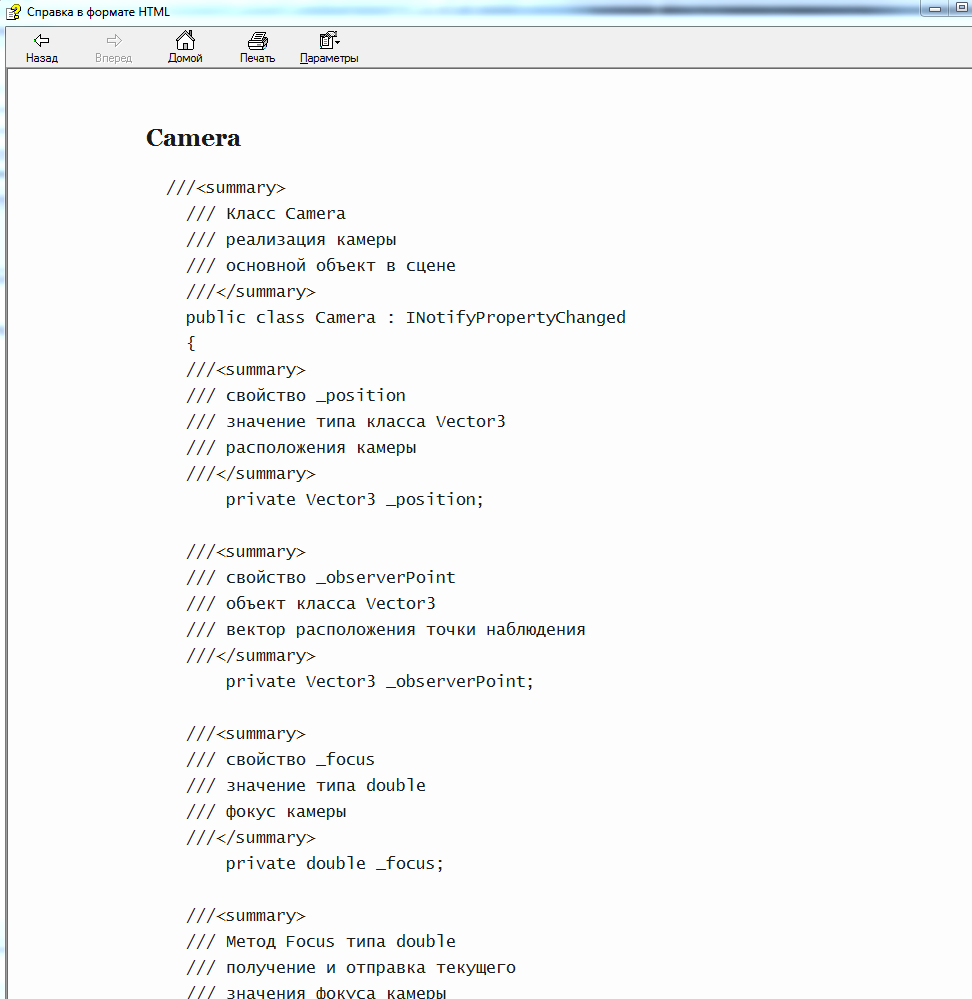 Справка в формате HTML
Назад Вперед Домой Печать Параметры
Camera
///<summary>
/// Класс Camera
/// реализация камеры
/// основной объект в сцене
///</summary>
public class Camera : INotifyPropertyChanged
{
///<summary>
/// свойство _position
/// значение типа класса Vector3
/// расположения камеры
///</summary>
private Vector3 _position;
///<summary>
/// свойство _observerPoint
/// объект класса Vector3
/// вектор расположения точки наблюдения
///</summary>
private Vector3 _observerPoint;
///<summary>
/// свойство _focus
/// значение типа double
/// фокус камеры
///</summary>
private double _focus;
///<summary>
/// Метод Focus типа double
/// получение и отправка текущего
/// значения фокуса камеры